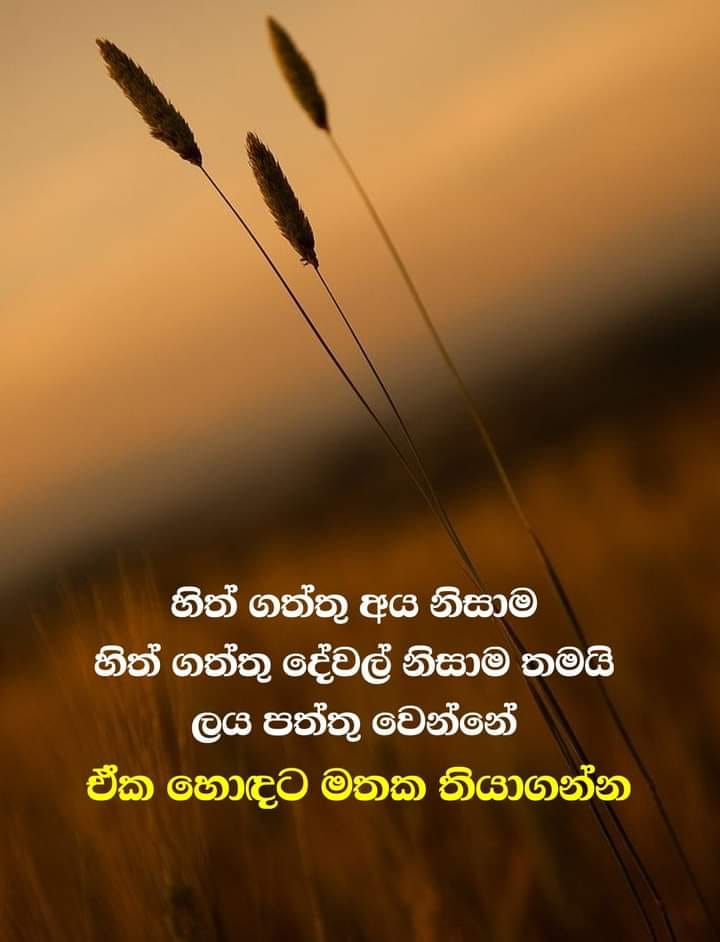 හිත් ගත්තු අය නිසාම
හිත් ගත්තු දේවල් නිසාම තමයි
ලය පත්තු වෙන්නේ
ඒක හොඳට මතක තියාගන්න